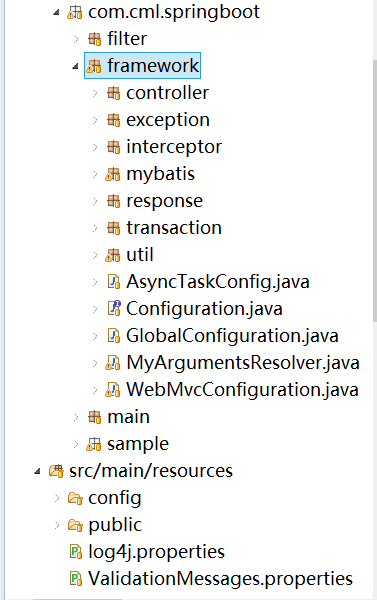 com.cml.springboot
filter
framework
controller
exception
interceptor
mybatis
response
transaction
util
AsyncTaskConfig.java
Configuration.java
GlobalConfiguration.java
MyArgumentsResolver.java
WebMvcConfiguration.java
main
sample
src/main/resources
config
public
log4j.properties
ValidationMessages.properties